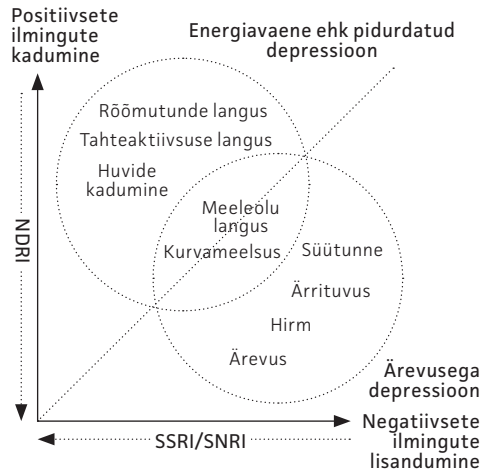 Positiivsete
ilmingute
kadumine
Energiavaene ehk pidurdatud
depressioon
Rõõmutunde langus
Tahteaktiivsuse langus
Huvide
kadumine
Meeleolu
langus
Kurvameelsus
Süütunne
Ärrituvus
Hirm
Ärevus
NDRI
Ärevusega
depressioon
SSRI/SNRI
Negatiivsete
ilmingute
lisandumine